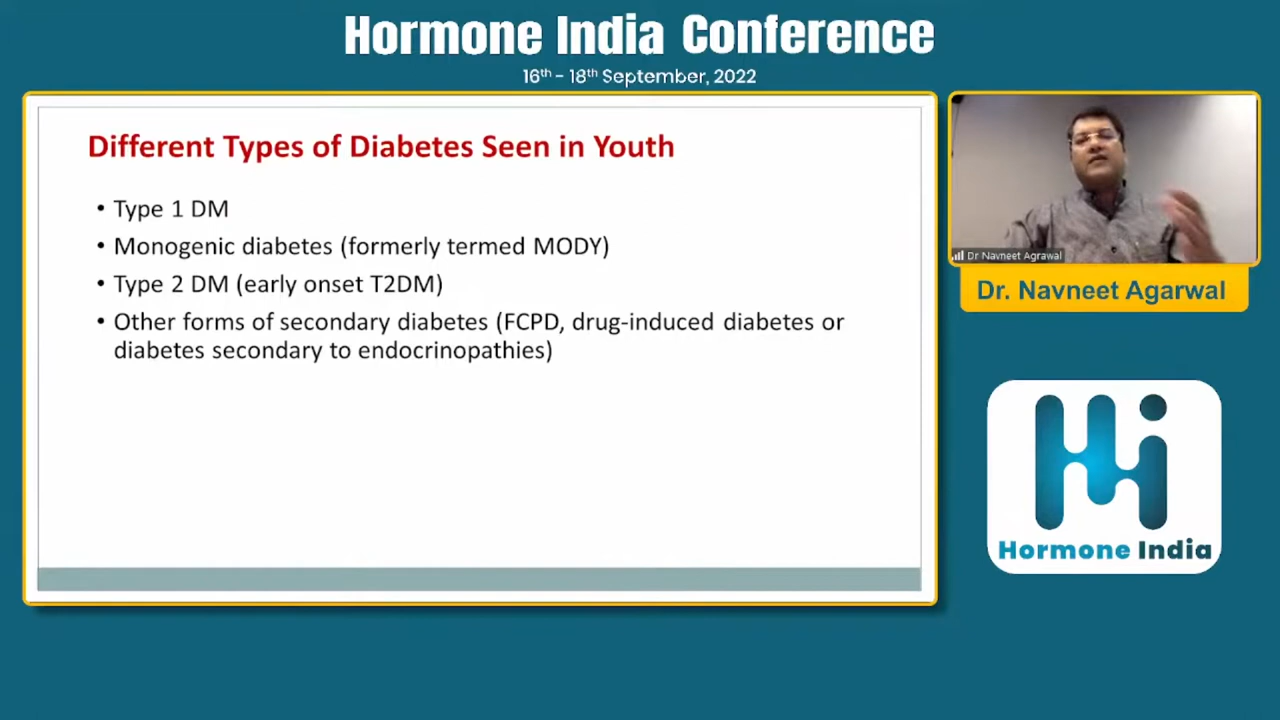 Hormone India Conference
16th - 18th September, 2022
Different Types of Diabetes Seen in Youth
• Type 1 DM
• Monogenic diabetes (formerly termed MODY)
• Type 2 DM (early onset T2DM)
• Other forms of secondary diabetes (FCPD, drug-induced diabetes or
diabetes secondary to endocrinopathies)
Dr Navneet Agrawal
Dr. Navneet Agarwal
Hi
Hormone India